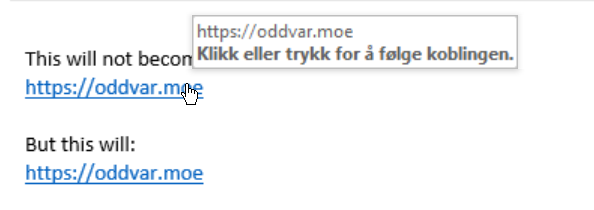 https://oddvar.moe
Klikk eller trykk for å følge koblingen.
This will not
https://oddvar.moe
But this will:
https://oddvar.moe